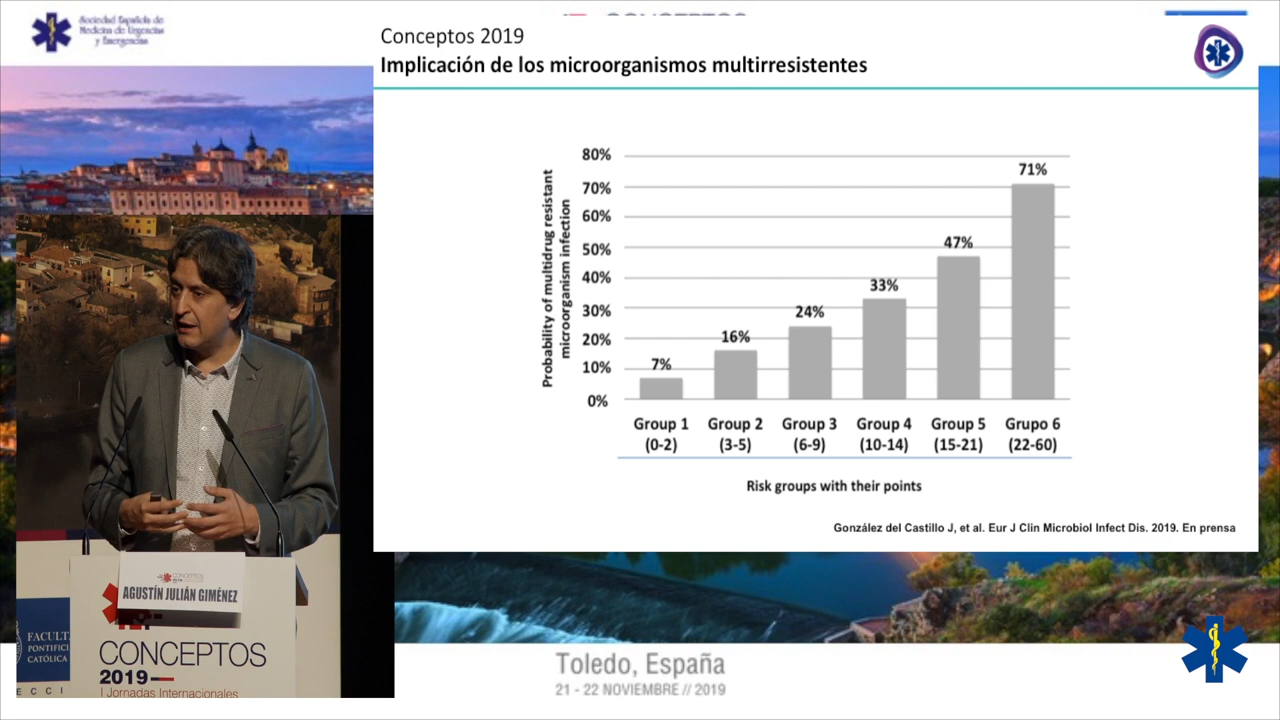 Sociedad Española de
Medicina de Urgencias
y Emergencias
Conceptos 2019
Implicación de los microorganismos multirresistentes
Probability of multidrug resistant
microorganism infection
80%
70%
60%
50%
40%
30%
20%
10%
0%
7%
16%
24%
33%
47%
71%
Group 1
(0-2)
Group 2
(3-5)
Group 3
(6-9)
Group 4
(10-14)
Group 5
(15-21)
Grupo 6
(22-60)
Risk groups with their points
González del Castillo J, et al. Eur J Clin Microbiol Infect Dis. 2019. En prensa
CONCEPTOS
AGUSTÍN JULIÁN GIMÉNEZ
FACULT
PONTIFICI
CATÓLICA
ECCI
CONCEPTOS
2019
I Jornadas Internacionales
Toledo, España
21 - 22 NOVIEMBRE // 2019